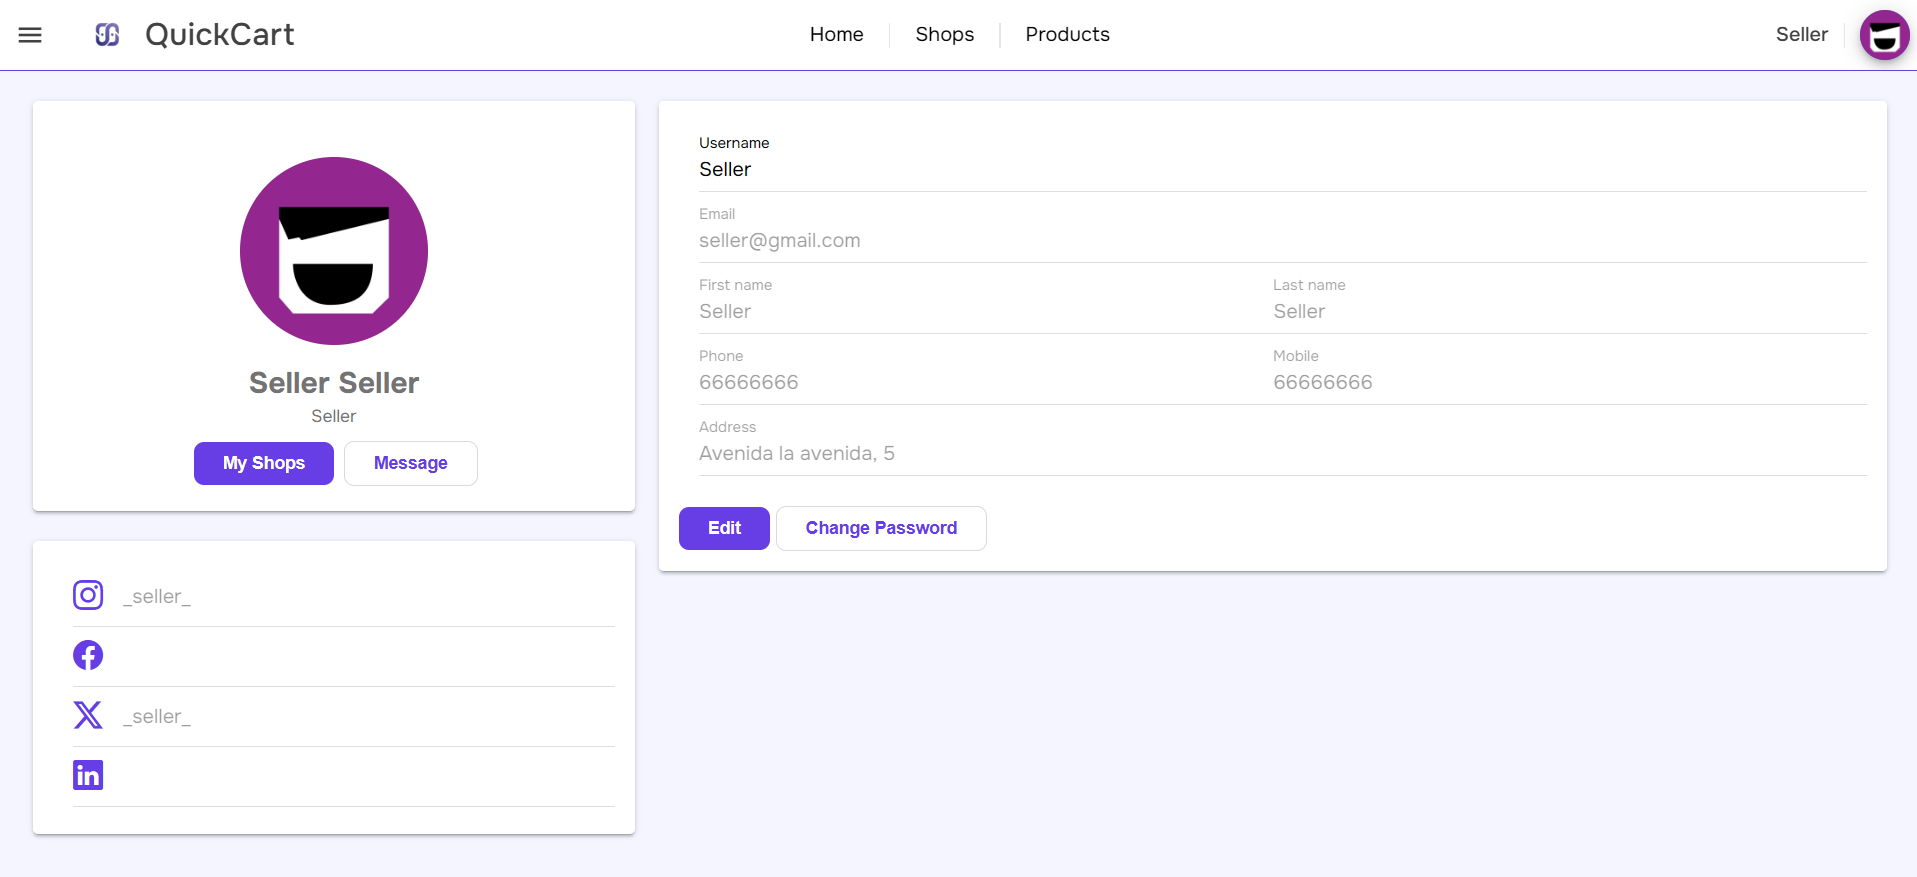 QuickCart
Home
Shops
Products
Seller
Seller Seller
Seller
My Shops
Message
_seller_
_seller_
Username
Seller
Email
seller@gmail.com
First name
Last name
Seller
Seller
Phone
Mobile
66666666
66666666
Address
Avenida la avenida, 5
Edit
Change Password